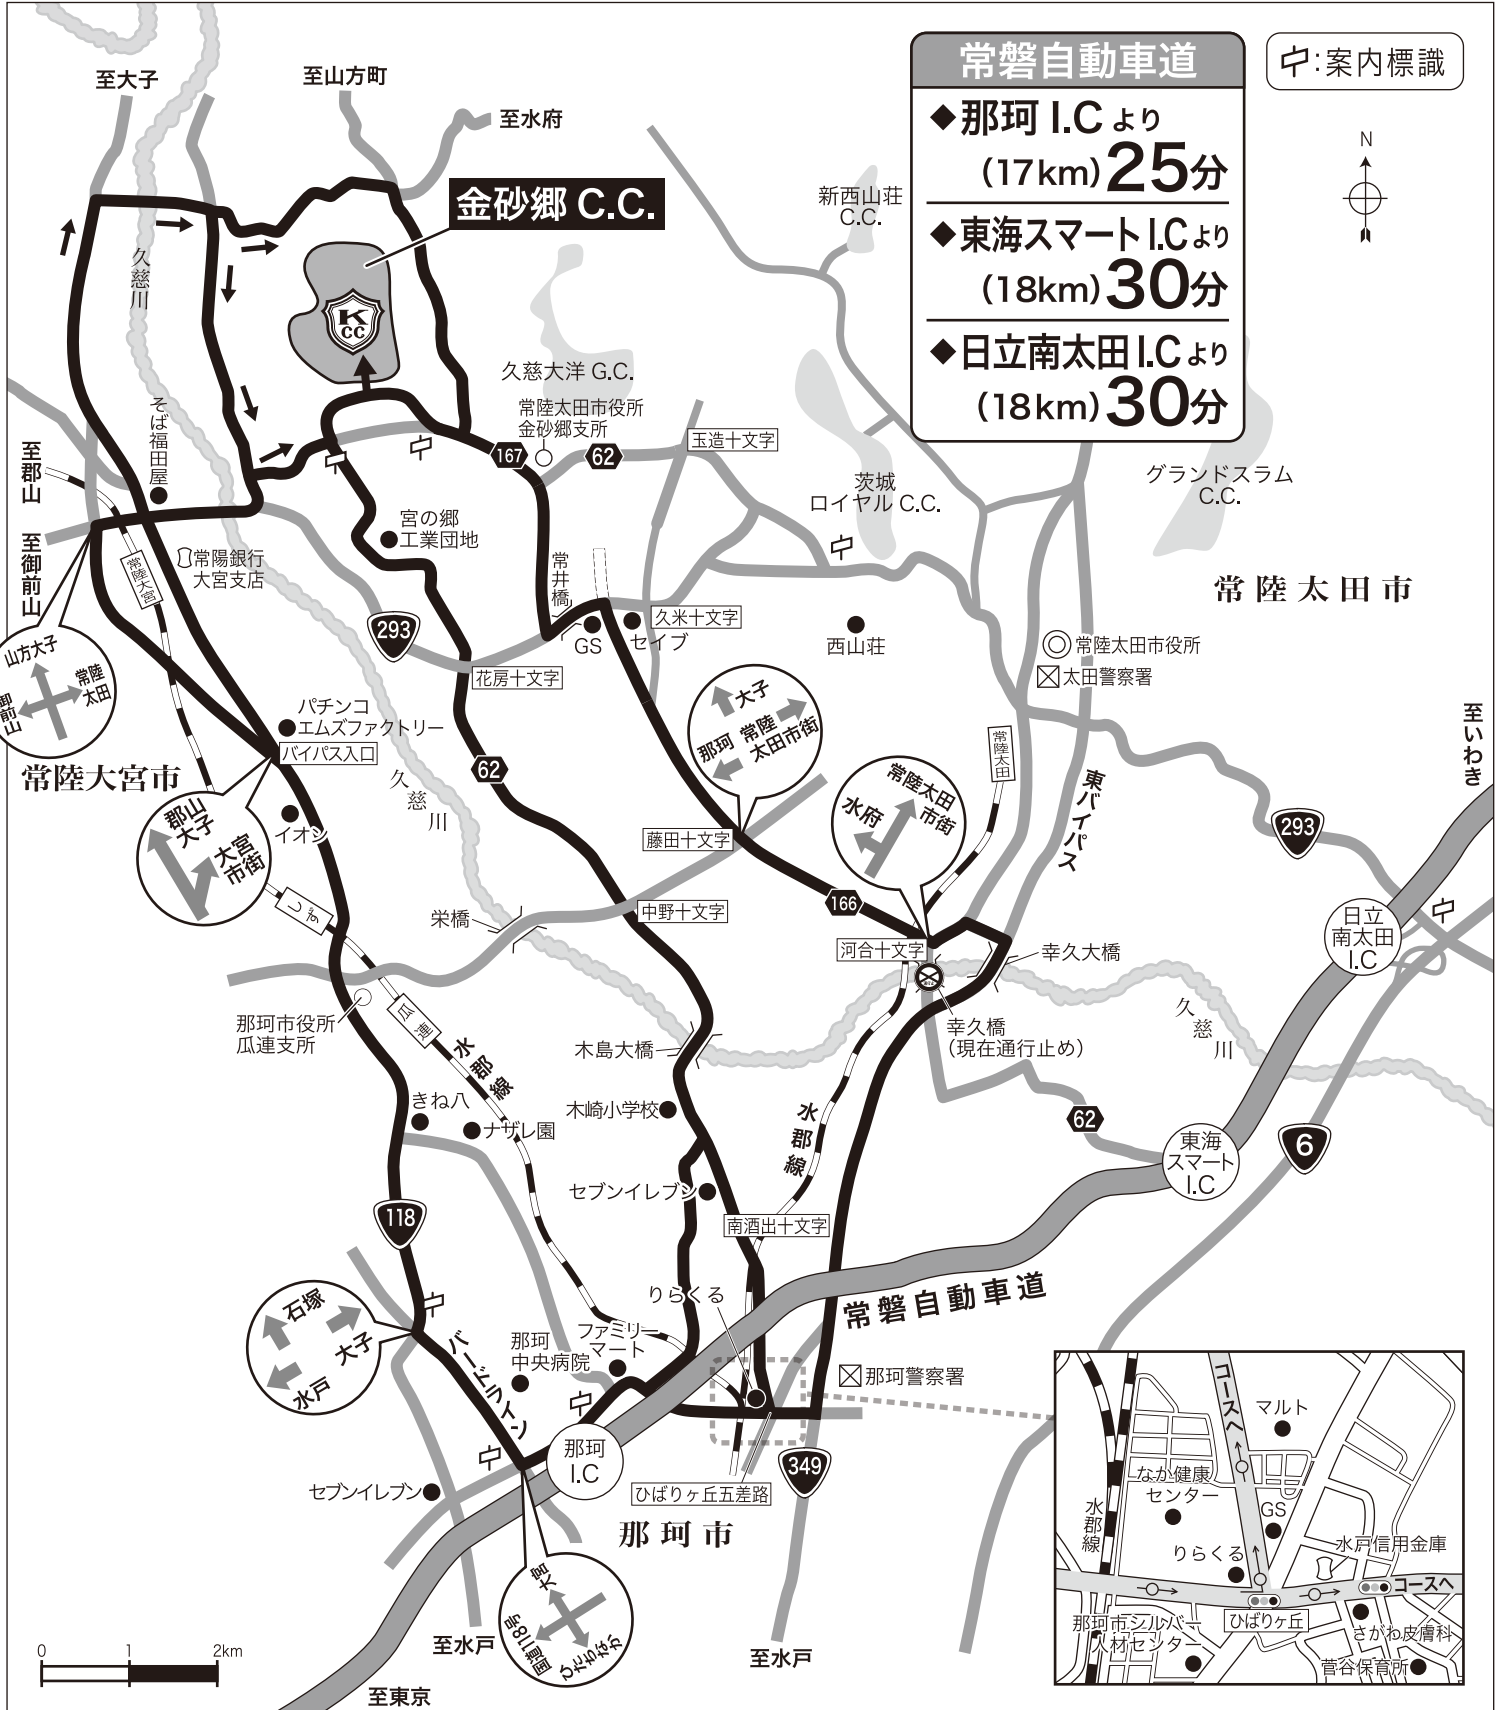 常磐自動車道
◆那珂 I.C より
(17km) 25分
◆東海スマート I.C より
(18km) 30分
◆日立南太田 I.C より
(18km) 30分
：案内標識
N
至大子
至山方町
至水府
金砂郷 C.C.
K
CC
新西山荘
C.C.
久慈川
久慈大洋 G.C.
常陸太田市役所
金砂郷支所
167
62
玉造十文字
茨城
ロイヤル C.C.
グランドスラム
C.C.
そば福田屋
至郡山
至御前山
常陸大宮
常陽銀行
大宮支店
宮の郷
工業団地
常井橋
293
GS
セイブ
久米十文字
花房十文字
西山荘
常陸太田市
常陸太田市役所
太田警察署
山方大子
常陸
太田
御前山
パチンコ
エムズファクトリー
バイパス入口
常陸大宮市
久慈川
62
大子
那珂
常陸
太田市街
常陸太田
東バイパス
至いわき
郡山
大子
大宮
市街
イオン
藤田十文字
水府
常陸太田
市街
293
しず
栄橋
中野十文字
166
河合十文字
幸久大橋
日立
南太田
I.C
那珂市役所
瓜連支所
瓜連
水郡線
木島大橋
幸久橋
（現在通行止め）
久慈川
きね八
ナザレ園
木崎小学校
水郡線
62
東海
スマート
I.C
6
セブンイレブン
118
南酒出十文字
石塚
大子
水戸
バードライン
りらくる
常磐自動車道
那珂
中央病院
ファミリー
マート
那珂警察署
那珂
I.C
セブンイレブン
ひばりヶ丘五差路
349
那珂市
大宮
国道118号
ひたちなか
至水戸
至水戸
至東京
0 1 2km
コースへ
マルト
なか健康
センター
GS
水郡線
りらくる
水戸信用金庫
コースへ
那珂市シルバー
人材センター
ひばりヶ丘
さがわ皮膚科
菅谷保育所